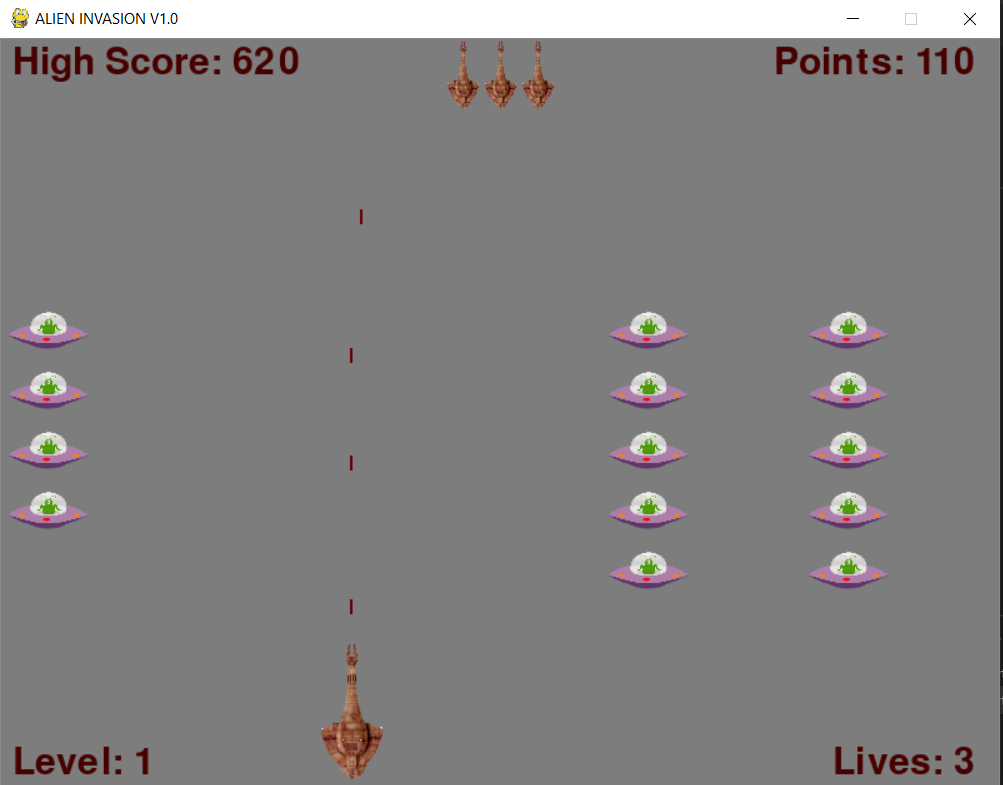 ALIEN INVASION V1.0
High Score: 620
Points: 110
Level: 1
Lives: 3